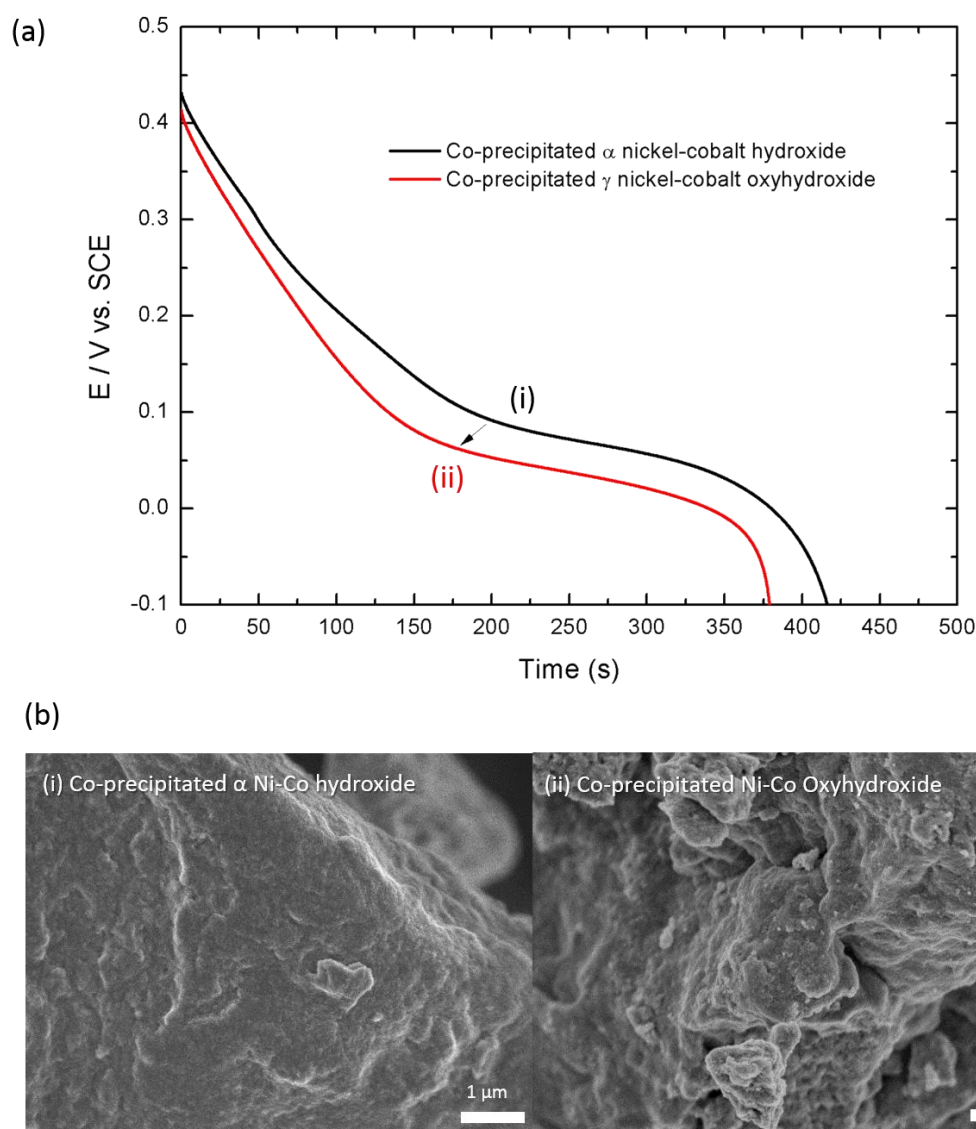 (a)
0.5
0.4
0.3
0.2
0.1
0.0
-0.1
E / V vs. SCE
Co-precipitated α nickel-cobalt hydroxide
Co-precipitated γ nickel-cobalt oxyhydroxide
(i)
(ii)
0 50 100 150 200 250 300 350 400 450 500
Time (s)
(b)
(i) Co-precipitated α Ni-Co hydroxide
(ii) Co-precipitated Ni-Co Oxyhydroxide
1 μm